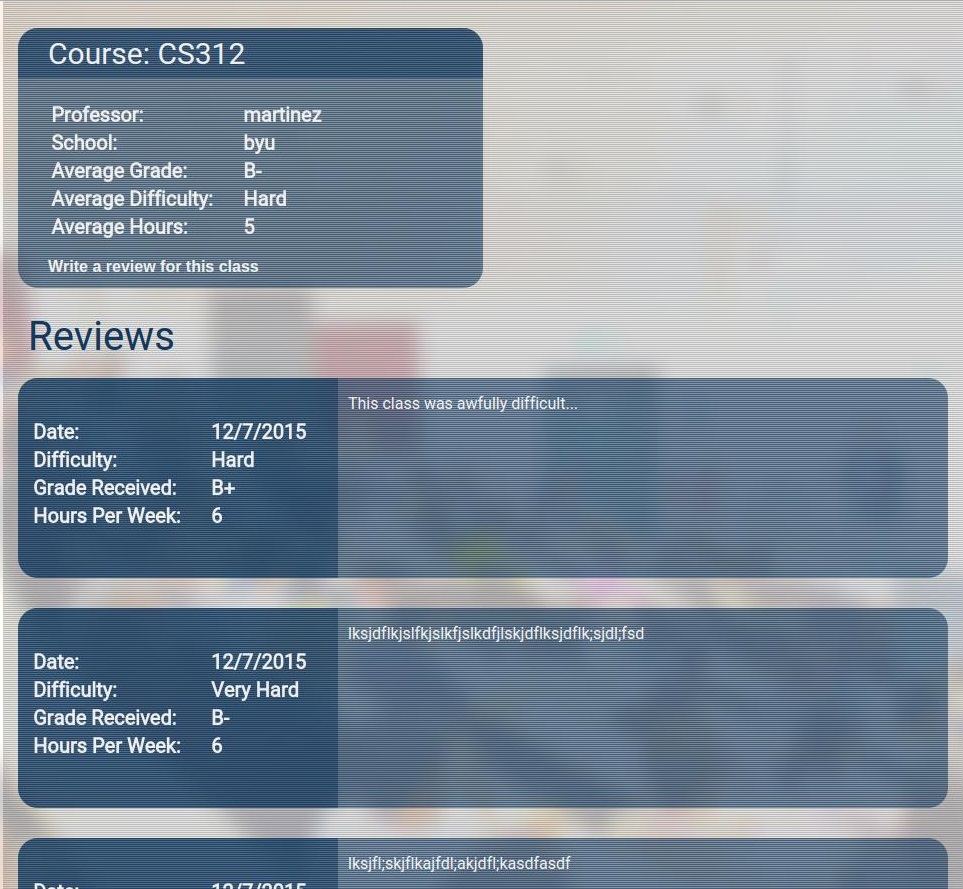 Course: CS312
Professor: martinez
School: byu
Average Grade: B-
Average Difficulty: Hard
Average Hours: 5
Write a review for this class
Reviews
This class was awfully difficult...
Date: 12/7/2015
Difficulty: Hard
Grade Received: B+
Hours Per Week: 6
lksjdflkjslfkjslkfjslkdfjlskjdflksjdflk;sjdl;fsd
Date: 12/7/2015
Difficulty: Very Hard
Grade Received: B-
Hours Per Week: 6
lksjfl;skjflkajfdl;akjdfl;kasdfasdf
Date: 12/7/2015